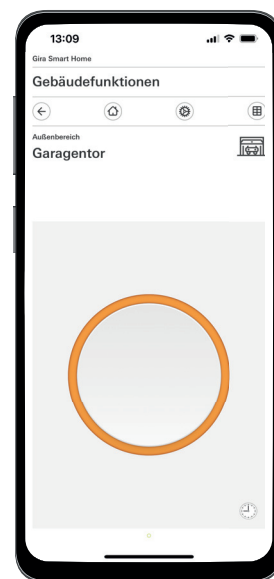 13:09
Gira Smart Home
Gebäudefunktionen
Außenbereich
Garagentor